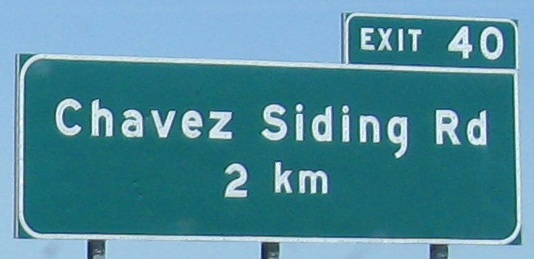 EXIT 40
Chavez Siding Rd
2 km